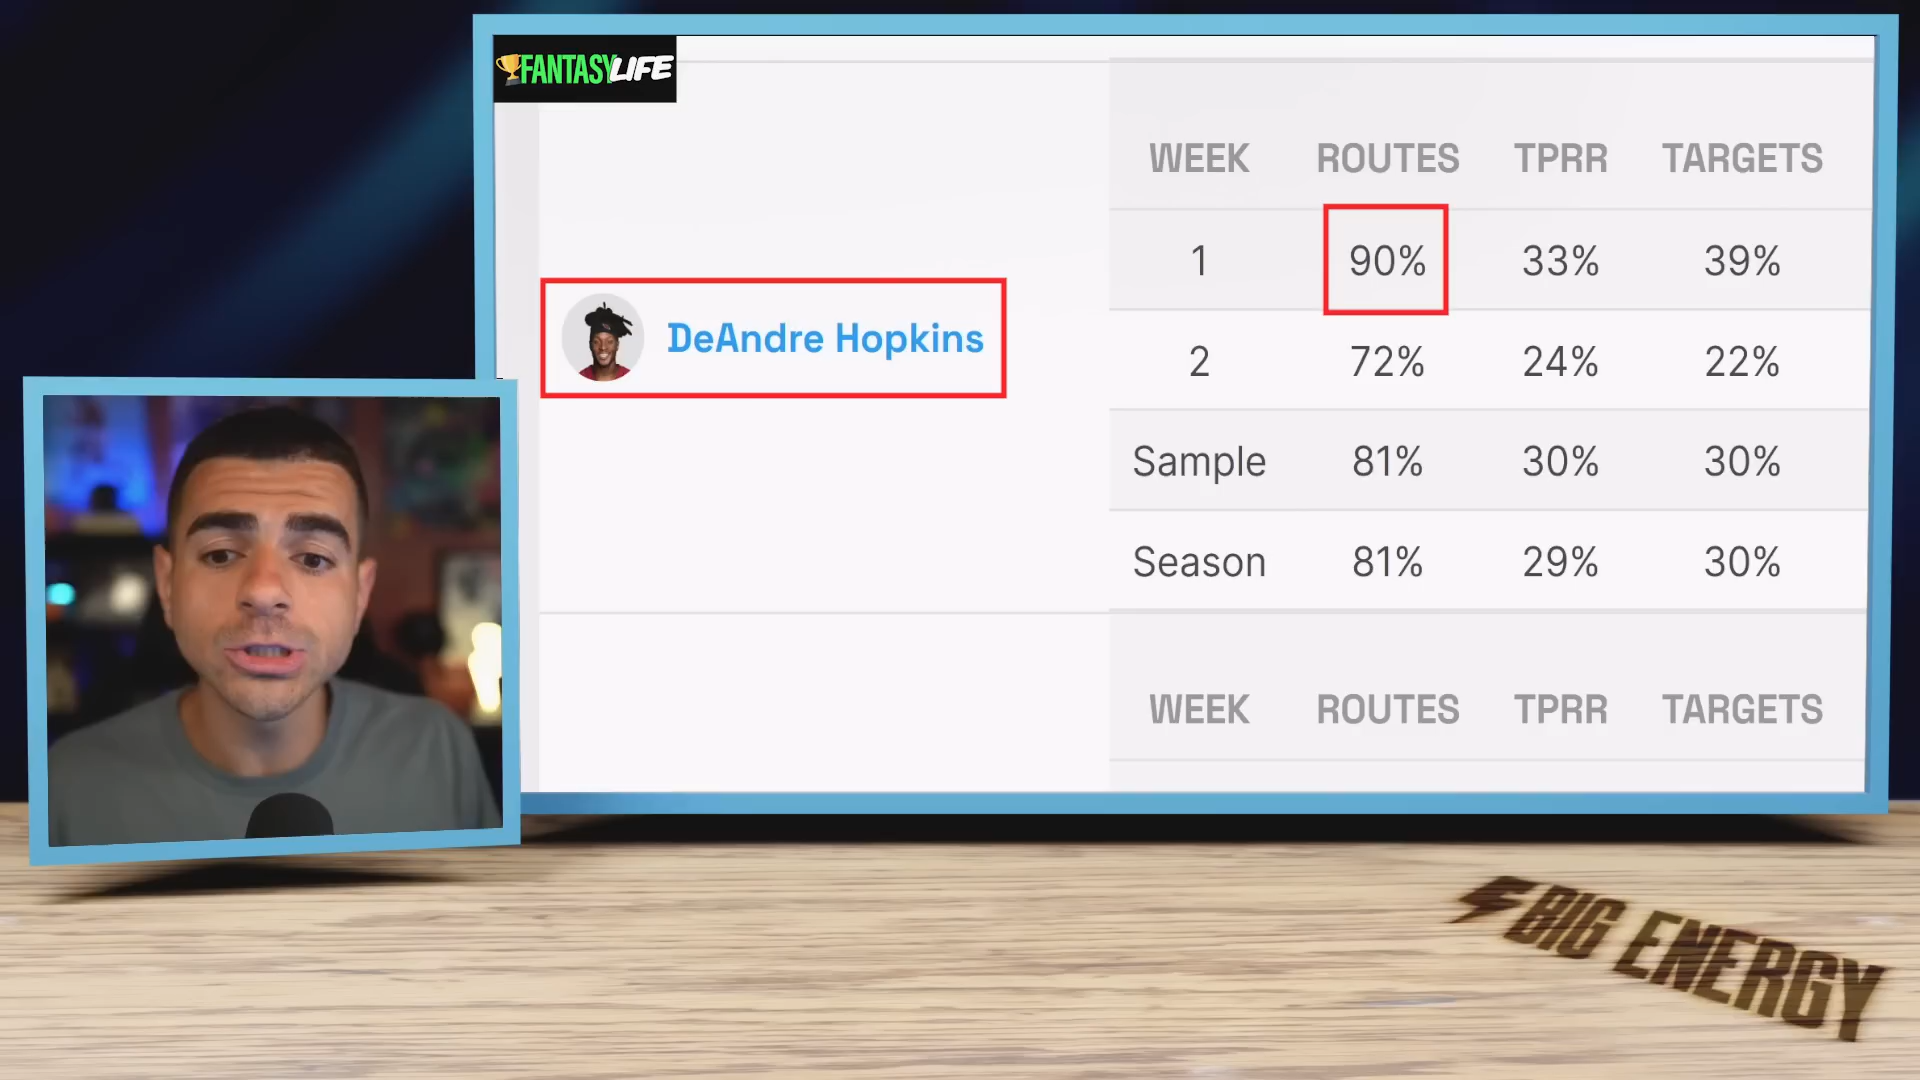 FANTASYLIFE
WEEK ROUTES TPRR TARGETS
1 90% 33% 39%
DeAndre Hopkins
2 72% 24% 22%
Sample 81% 30% 30%
Season 81% 29% 30%
WEEK ROUTES TPRR TARGETS
BIG ENERGY